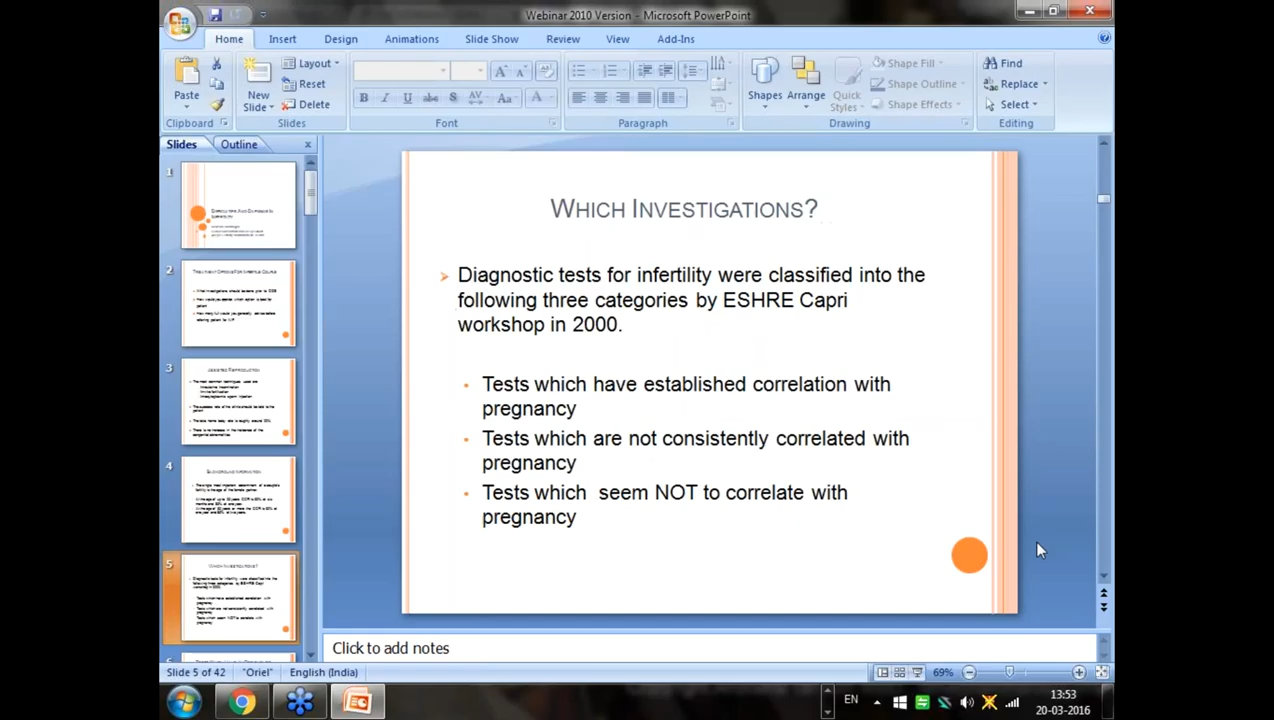 Webinar 2010 Version - Microsoft PowerPoint
Home Insert Design Animations Slide Show Review View Add-Ins
Paste
New Slide
Layout
Reset
Delete
Shapes
Arrange
Quick Styles
Shape Fill
Shape Outline
Shape Effects
Find
Replace
Select
Clipboard Slides Font Paragraph Drawing Editing
Slides Outline
1
2
3
4
5
WHICH INVESTIGATIONS?
Diagnostic tests for infertility were classified into the
following three categories by ESHRE Capri
workshop in 2000.
Tests which have established correlation with
pregnancy
Tests which are not consistently correlated with
pregnancy
Tests which seem NOT to correlate with
pregnancy
Click to add notes
Slide 5 of 42 "Oriel" English (India) 69%
EN
13:53
20-03-2016